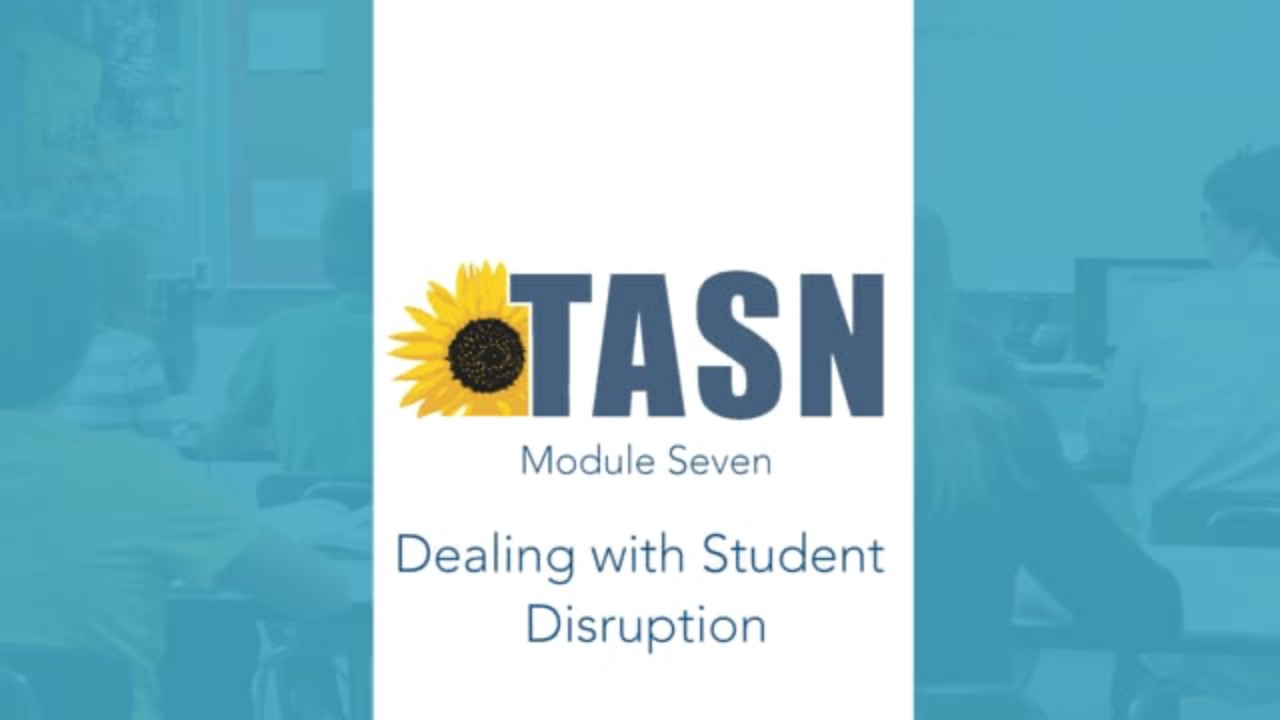 TASN
Module Seven
Dealing with Student
Disruption